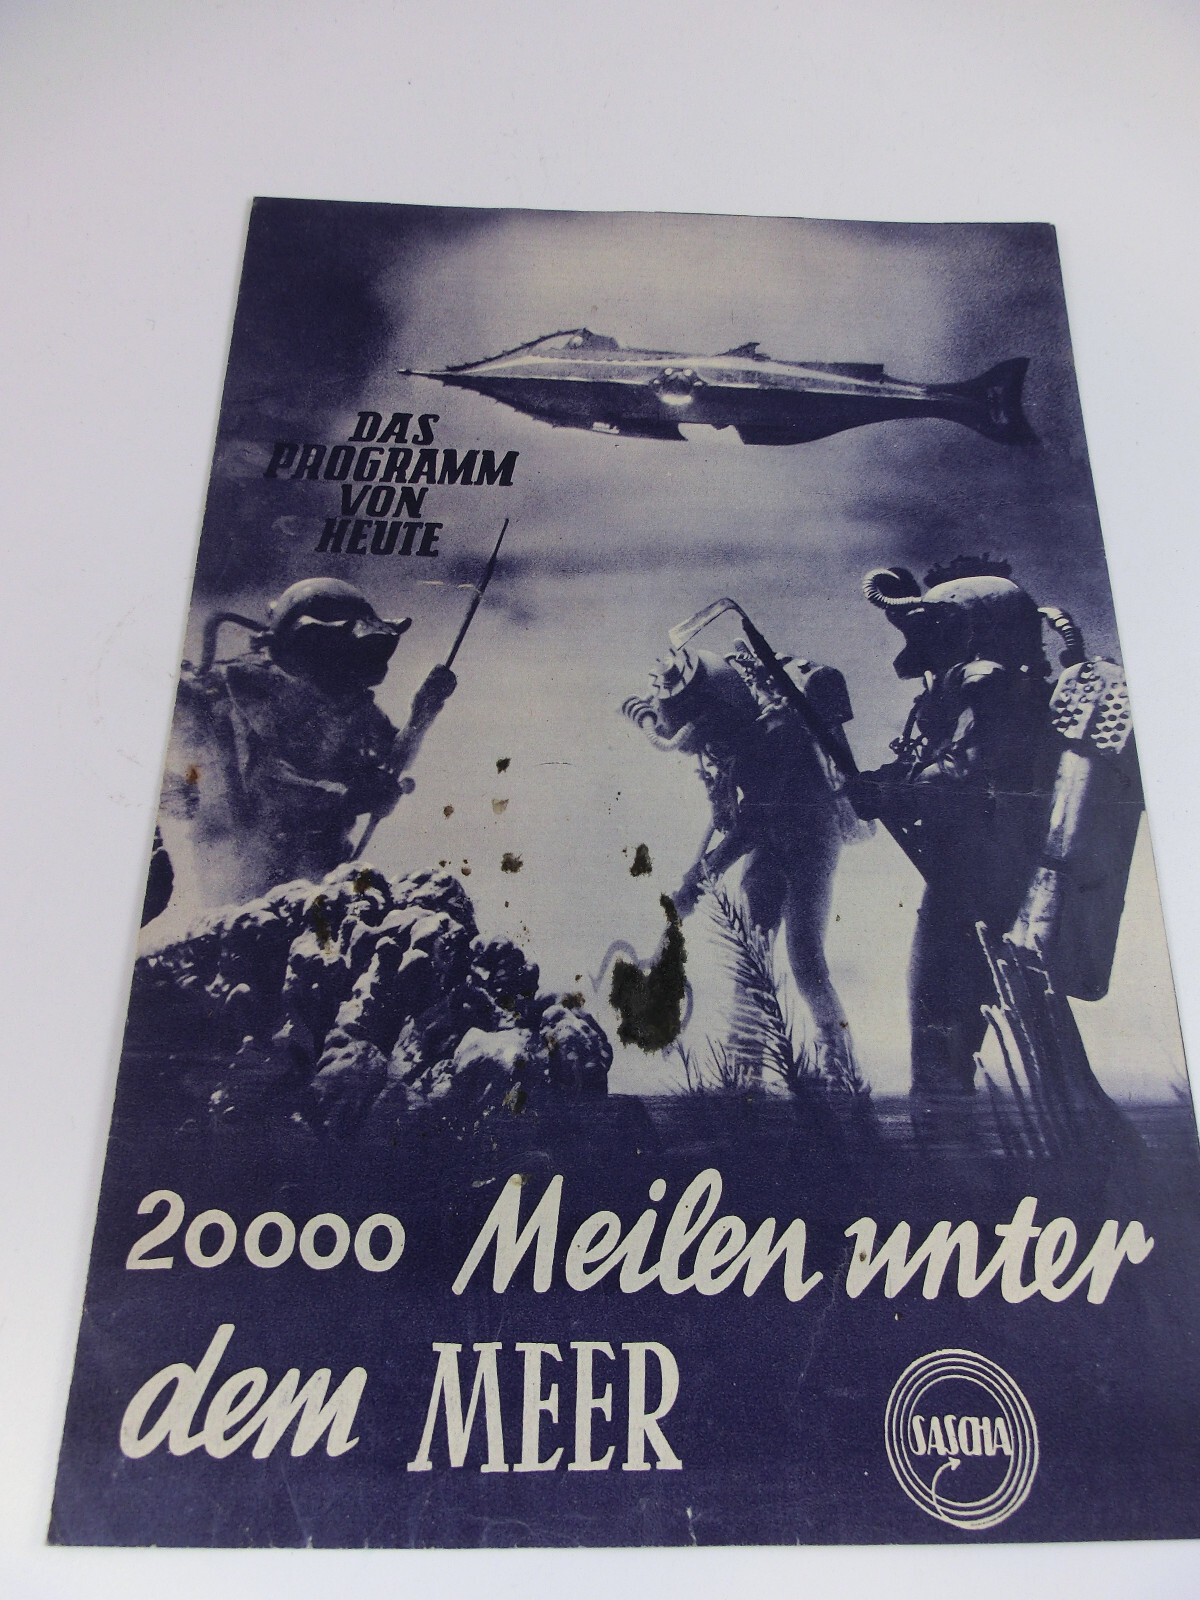 DAS
PROGRAMM
VON
HEUTE
20000 Meilen unter
dem MEER
SASCHA